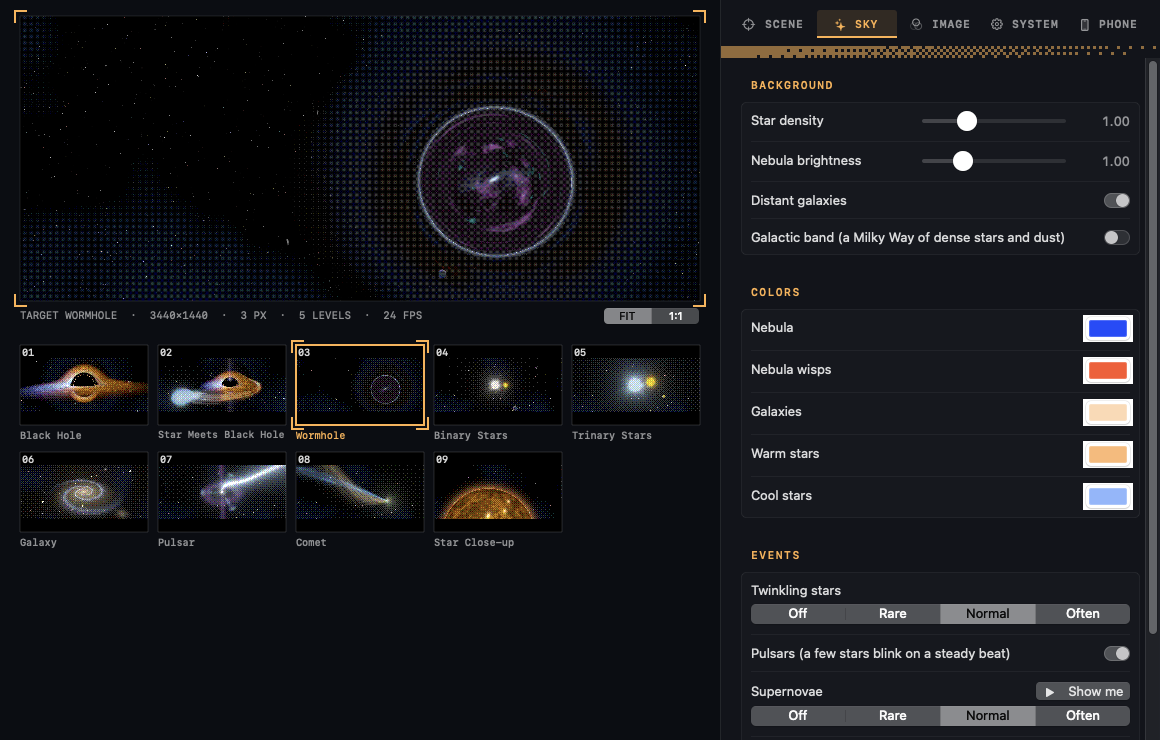 SCENE SKY IMAGE SYSTEM PHONE
BACKGROUND
Star density 1.00
Nebula brightness 1.00
Distant galaxies
Galactic band (a Milky Way of dense stars and dust)
COLORS
Nebula
Nebula wisps
Galaxies
Warm stars
Cool stars
EVENTS
Twinkling stars
Off Rare Normal Often
Pulsars (a few stars blink on a steady beat)
Supernovae Show me
Off Rare Normal Often
TARGET WORMHOLE · 3440×1440 · 3 PX · 5 LEVELS · 24 FPS
FIT 1:1
01 02 03 04 05
Black Hole Star Meets Black Hole Wormhole Binary Stars Trinary Stars
06 07 08 09
Galaxy Pulsar Comet Star Close-up